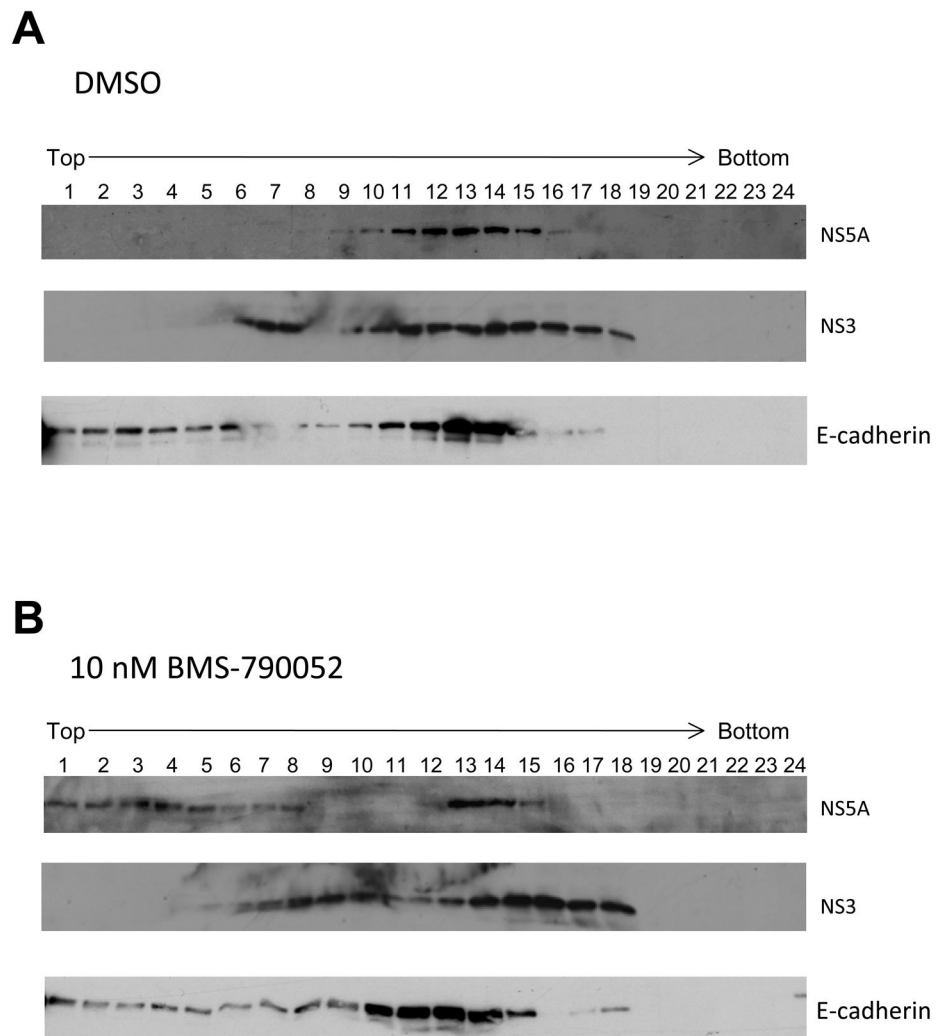 A
DMSO
Top Bottom
1 2 3 4 5 6 7 8 9 10 11 12 13 14 15 16 17 18 19 20 21 22 23 24
NS5A
NS3
E-cadherin
B
10 nM BMS-790052
Top Bottom
1 2 3 4 5 6 7 8 9 10 11 12 13 14 15 16 17 18 19 20 21 22 23 24
NS5A
NS3
E-cadherin